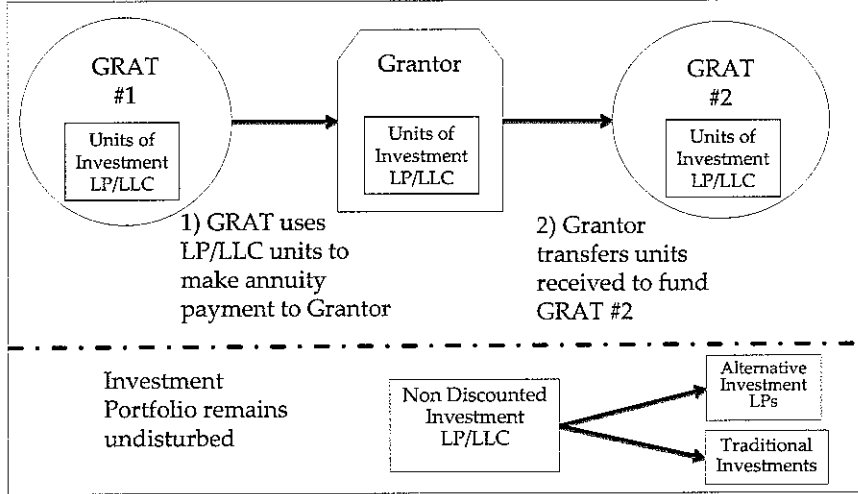 GRAT
#1
Units of
Investment
LP/LLC
Grantor
Units of
Investment
LP/LLC
GRAT
#2
Units of
Investment
LP/LLC
1) GRAT uses
LP/LLC units to
make annuity
payment to Grantor
2) Grantor
transfers units
received to fund
GRAT #2
Investment
Portfolio remains
undisturbed
Non Discounted
Investment
LP/LLC
Alternative
Investment
LPs
Traditional
Investments